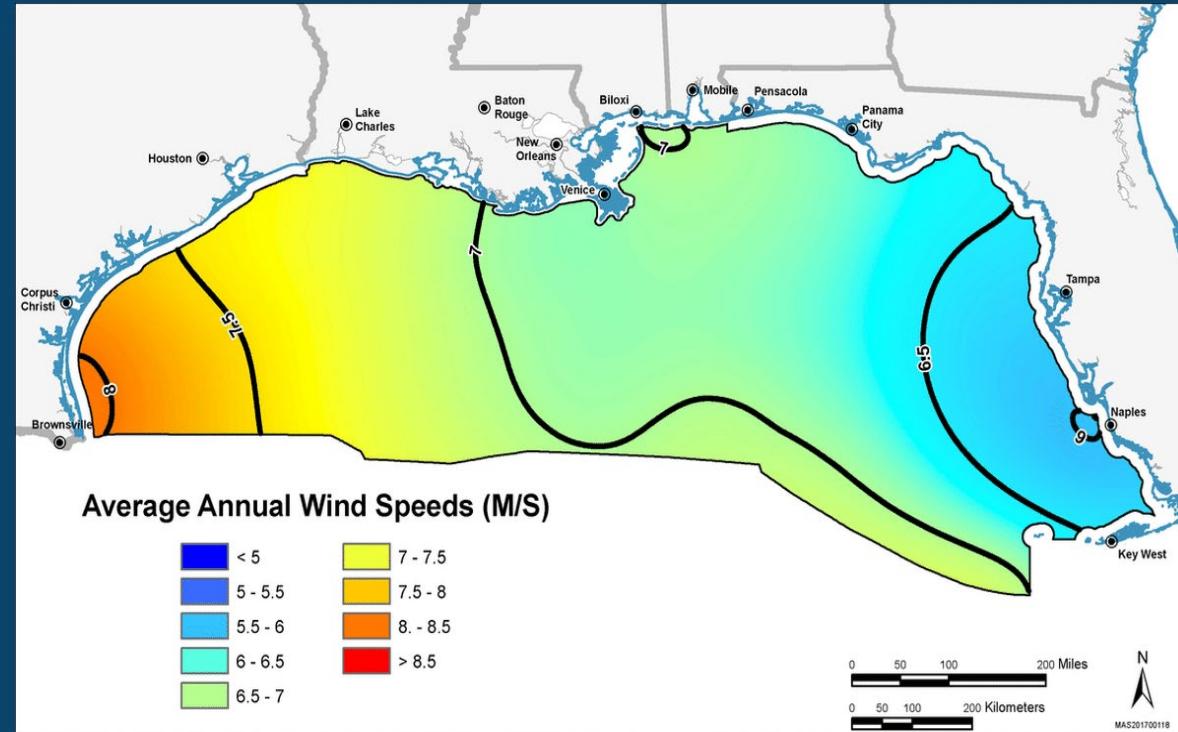 Mobile
Biloxi
Pensacola
Baton
Rouge
Panama
City
Lake
Charles
New
Orleans
7
Houston
Venice
7
Tampa
Corpus
Christi
7.5
6.5
8
Naples
Brownsville
6
Average Annual Wind Speeds (M/S)
< 5
7 - 7.5
5 - 5.5
7.5 - 8
5.5 - 6
8. - 8.5
6 - 6.5
> 8.5
6.5 - 7
Key West
0 50 100 200 Miles
0 50 100 200 Kilometers
N
MAS201700118